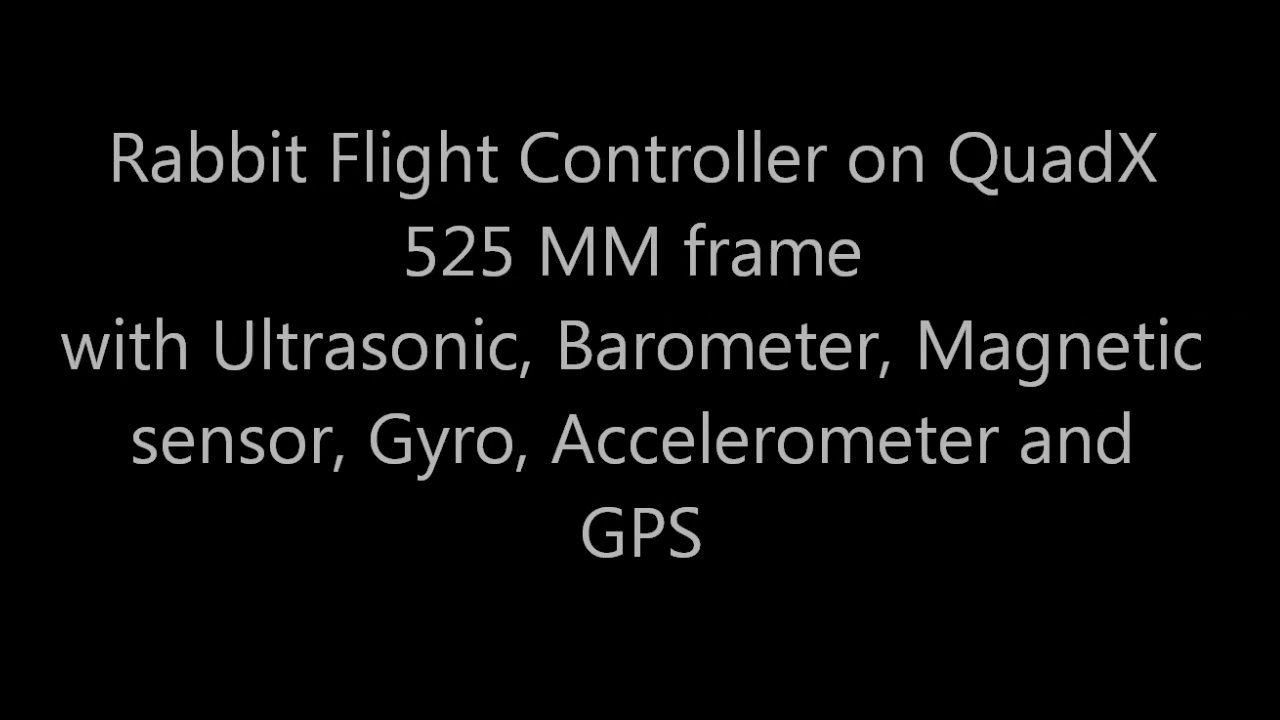 Rabbit Flight Controller on QuadX
525 MM frame
with Ultrasonic, Barometer, Magnetic
sensor, Gyro, Accelerometer and
GPS